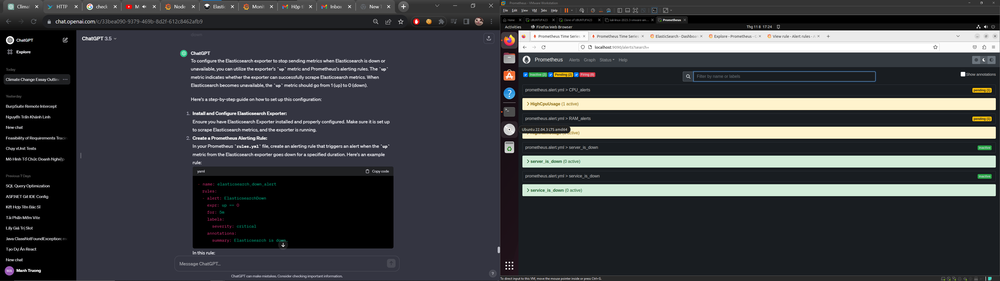 Climat
HTTP
check
M
Node
Elastic
Monit
Hộp t
Inbox
New T
chat.openai.com/c/33bea090-9379-469b-8d2f-612c8462afb9
ChatGPT
Explore
Today
Climate Change Essay Outline
Yesterday
BurpSuite Remote Intercept
Nguyễn Trần Khánh Linh
New chat
Feasibility of Requirements Tracin
Chạy xUnit Tests
Mô Hình Tổ Chức Doanh Nghiệp
Previous 7 Days
SQL Query Optimization
ASP.NET Git IDE Config
Kết Hợp Tên Bác Sĩ
Tải Phần Mềm Vite
Lấy Giá Trị Slot
Java ClassNotFoundException: m
Tạo Dự Án React
New chat
MA
Manh Truong
ChatGPT 3.5
down
ChatGPT
To configure the Elasticsearch exporter to stop sending metrics when Elasticsearch is down or
unavailable, you can utilize the exporter's `up` metric and Prometheus's alerting rules. The `up`
metric indicates whether the exporter can successfully scrape Elasticsearch metrics. When
Elasticsearch becomes unavailable, the `up` metric should go from 1 (up) to 0 (down).
Here's a step-by-step guide on how to set up this configuration:
1. Install and Configure Elasticsearch Exporter:
Ensure you have Elasticsearch Exporter installed and properly configured. Make sure it is set up
to scrape Elasticsearch metrics, and the exporter is running.
2. Create a Prometheus Alerting Rule:
In your Prometheus `rules.yml` file, create an alerting rule that triggers an alert when the `up`
metric from the Elasticsearch exporter goes down for a specified duration. Here's an example
rule:
yaml
Copy code
- name: elasticsearch_down_alert
rules:
- alert: ElasticsearchDown
expr: up == 0
for: 5m
labels:
severity: critical
annotations:
summary: Elasticsearch is down.
In this rule:
Message ChatGPT...
ChatGPT can make mistakes. Consider checking important information.
?
Prometheus - VMware Workstation
File Edit View VM Tabs Help
Home
UBUNTUFA23
Clone of UBUNTUFA23
kali-linux-2023.3-vmware-am...
Prometheus
Activities
Firefox Web Browser
Thg 11 8 17:24
Prometheus Time Series
Prometheus Time Series
ElasticSearch - Dashboar
Explore - Prometheus - G
View rule - Alert rules - A
localhost:9090/alerts?search=
Prometheus
Alerts Graph Status Help
Inactive (2)
Pending (2)
Firing (0)
Filter by name or labels
Show annotations
prometheus.alert.yml > CPU_alerts
pending (1)
HighCpuUsage (1 active)
prometheus.alert.yml > RAM_alerts
pending (1)
Ubuntu 22.04.3 LTS amd64
HighRamUsage (1 active)
prometheus.alert.yml > server_is_down
inactive
server_is_down (0 active)
prometheus.alert.yml > service_is_down
inactive
service_is_down (0 active)
To direct input to this VM, move the mouse pointer inside or press Ctrl+G.